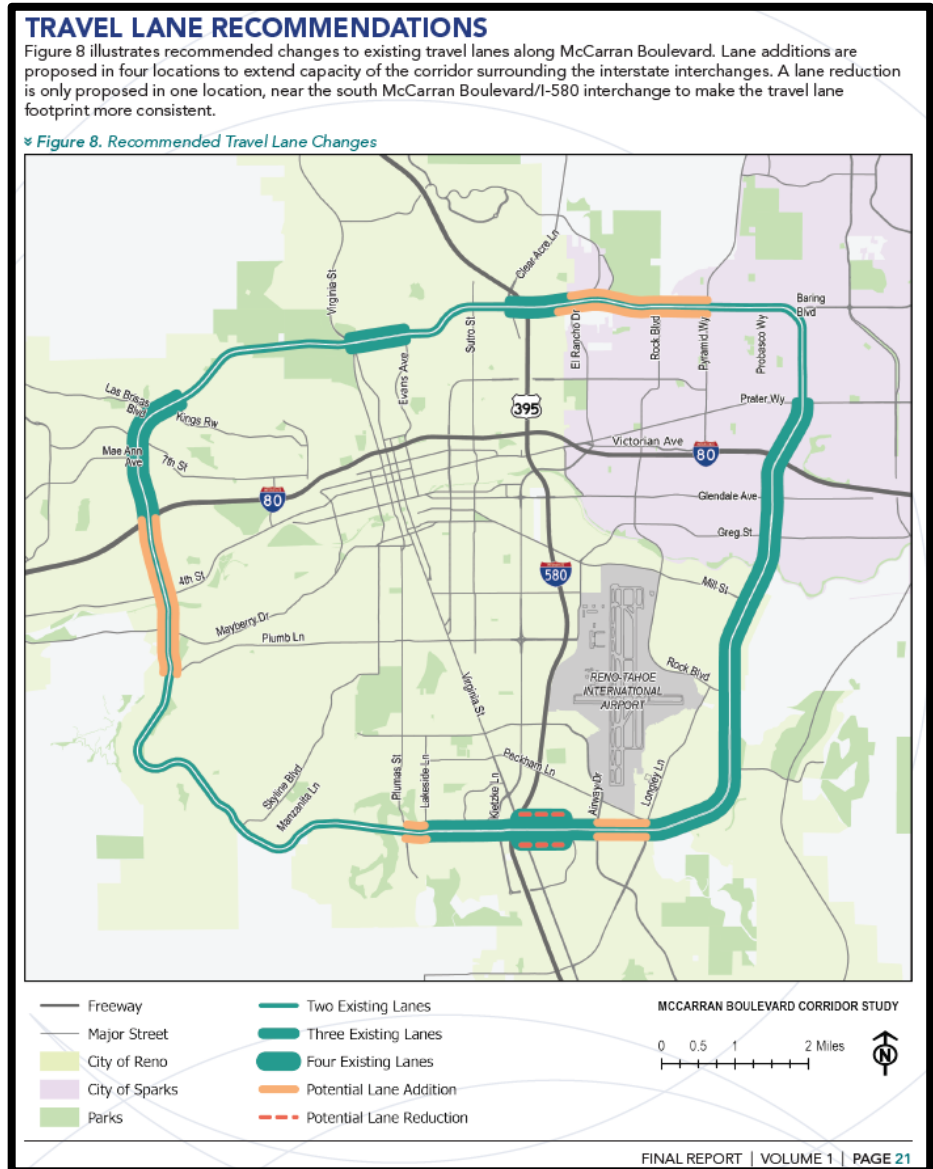 TRAVEL LANE RECOMMENDATIONS
Figure 8 illustrates recommended changes to existing travel lanes along McCarran Boulevard. Lane additions are
proposed in four locations to extend capacity of the corridor surrounding the interstate interchanges. A lane reduction
is only proposed in one location, near the south McCarran Boulevard/I-580 interchange to make the travel lane
footprint more consistent.
Figure 8. Recommended Travel Lane Changes
Virginia St
Clear Acre Ln
Sutro St
Evans Ave
El Rancho Dr
Rock Blvd
Pyramid Wy
Probasco Wy
Baring
Blvd
Las Brisas
Blvd
Kings Rw
Mae Ann
Ave
7th St
395
Prater Wy
Victorian Ave
80
80
Glendale Ave
Greg St
4th St
580
Mill St
Mayberry Dr
Plumb Ln
Rock Blvd
RENO-TAHOE
INTERNATIONAL
AIRPORT
Virginia St
Skyline Blvd
Manzanita Ln
Plumas St
Lakeside Ln
Kietzke Ln
Peckham Ln
Airway Dr
Longley Ln
Freeway
Major Street
City of Reno
City of Sparks
Parks
Two Existing Lanes
Three Existing Lanes
Four Existing Lanes
Potential Lane Addition
Potential Lane Reduction
MCCARRAN BOULEVARD CORRIDOR STUDY
0 0.5 1 2 Miles
N
FINAL REPORT | VOLUME 1 | PAGE 21